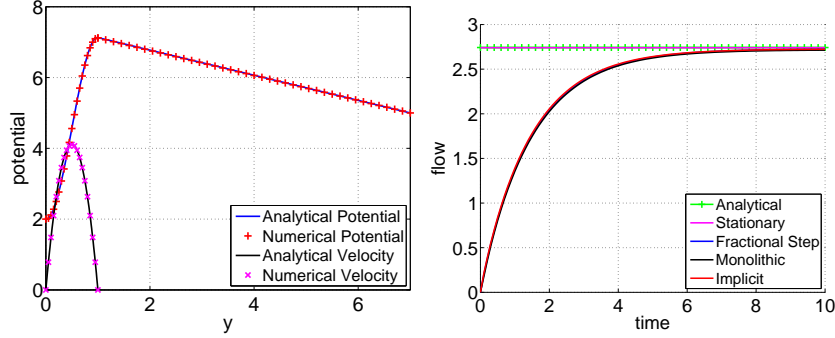 8
6
4
2
0
potential
0
2
4
6
y
Analytical Potential
Numerical Potential
Analytical Velocity
Numerical Velocity
3
2.5
2
1.5
1
0.5
0
flow
0
2
4
6
8
10
time
Analytical
Stationary
Fractional Step
Monolithic
Implicit